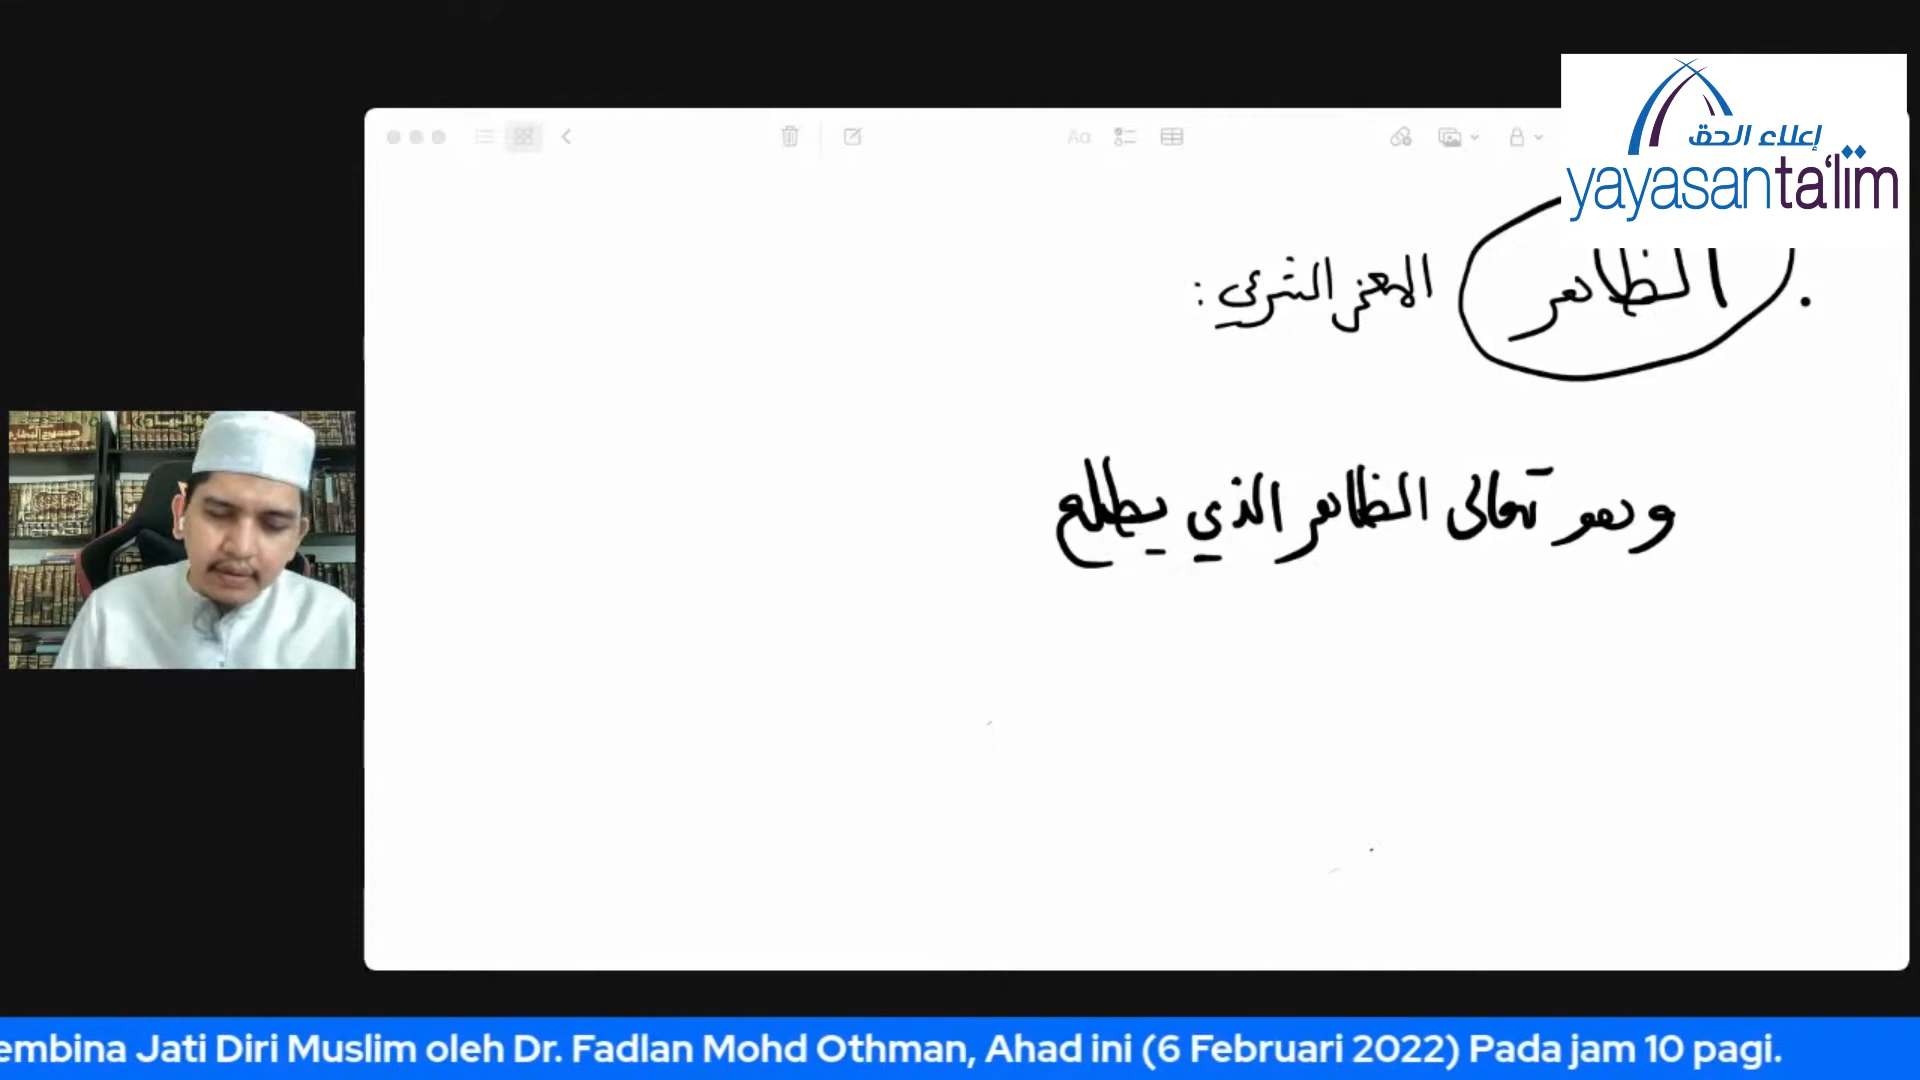 إعلاء الحق
yayasanta'lim
Aa
. الظاهر المعنى الشرعي :
وهو تعالى الظاهر الذي يطلع
embina Jati Diri Muslim oleh Dr. Fadlan Mohd Othman, Ahad ini (6 Februari 2022) Pada jam 10 pagi.